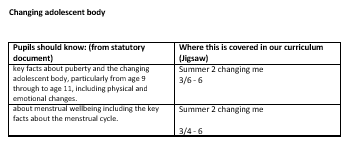 Changing adolescent body
Pupils should know: (from statutory
document)
Where this is covered in our curriculum
(Jigsaw)
key facts about puberty and the changing
adolescent body, particularly from age 9
through to age 11, including physical and
emotional changes.
Summer 2 changing me
3/6 - 6
about menstrual wellbeing including the key
facts about the menstrual cycle.
Summer 2 changing me
3/4 - 6